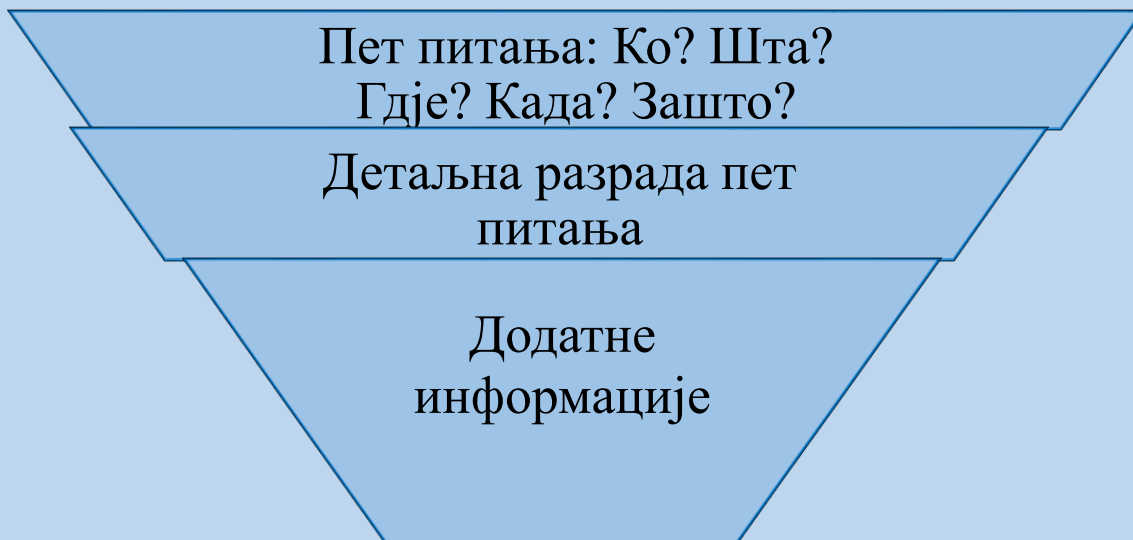 Пет питања: Ко? Шта?
Гдје? Када? Зашто?
Детаљна разрада пет
питања
Додатне
информације